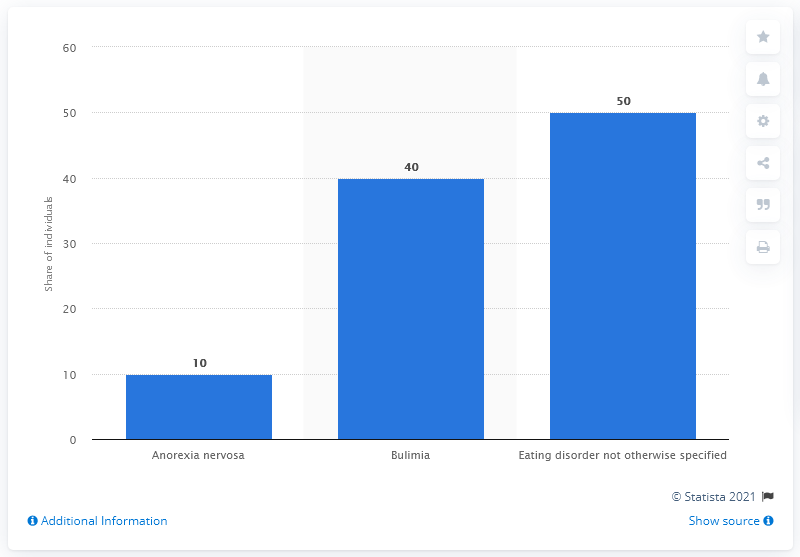 60
50
50
40
40
Share of individuals
30
20
10
10
0
Anorexia nervosa
Bulimia
Eating disorder not otherwise specified
© Statista 2021
Additional Information
Show source